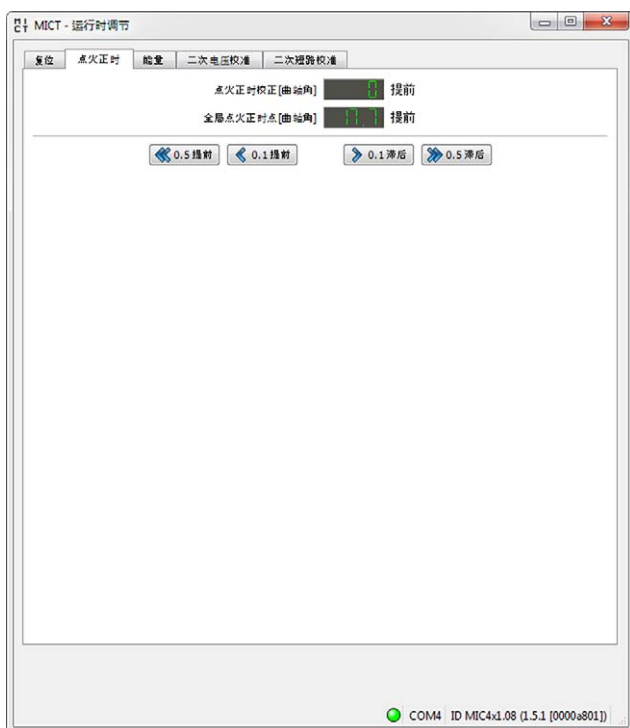 MICT - 运行时调节
复位 点火正时 能量 二次电压校准 二次短路校准
点火正时校正[曲轴角] 0 提前
全局点火正时点[曲轴角] 17.7 提前
0.5提前 0.1提前 0.1滞后 0.5滞后
COM4 ID MIC4x1.08 (1.5.1 [0000a801])